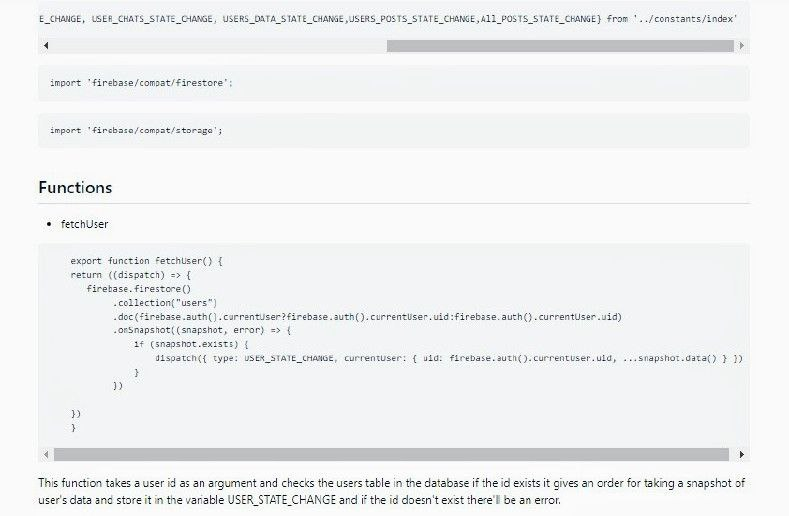 E_CHANGE, USER_CHATS_STATE_CHANGE, USERS_DATA_STATE_CHANGE,USERS_POSTS_STATE_CHANGE,All_POSTS_STATE_CHANGE} from '../constants/index'
import 'firebase/compat/firestore';
import 'firebase/compat/storage';
Functions
• fetchUser
export function fetchUser() {
return ((dispatch) => {
firebase.firestore()
.collection("users")
.doc(firebase.auth().currentUser?firebase.auth().currentUser.uid:firebase.auth().currentUser.uid)
.onSnapshot((snapshot, error) => {
if (snapshot.exists) {
dispatch({ type: USER_STATE_CHANGE, currentUser: { uid: firebase.auth().currentUser.uid, ...snapshot.data() } })
}
})
})
}
This function takes a user id as an argument and checks the users table in the database if the id exists it gives an order for taking a snapshot of
user's data and store it in the variable USER_STATE_CHANGE and if the id doesn't exist there'll be an error.